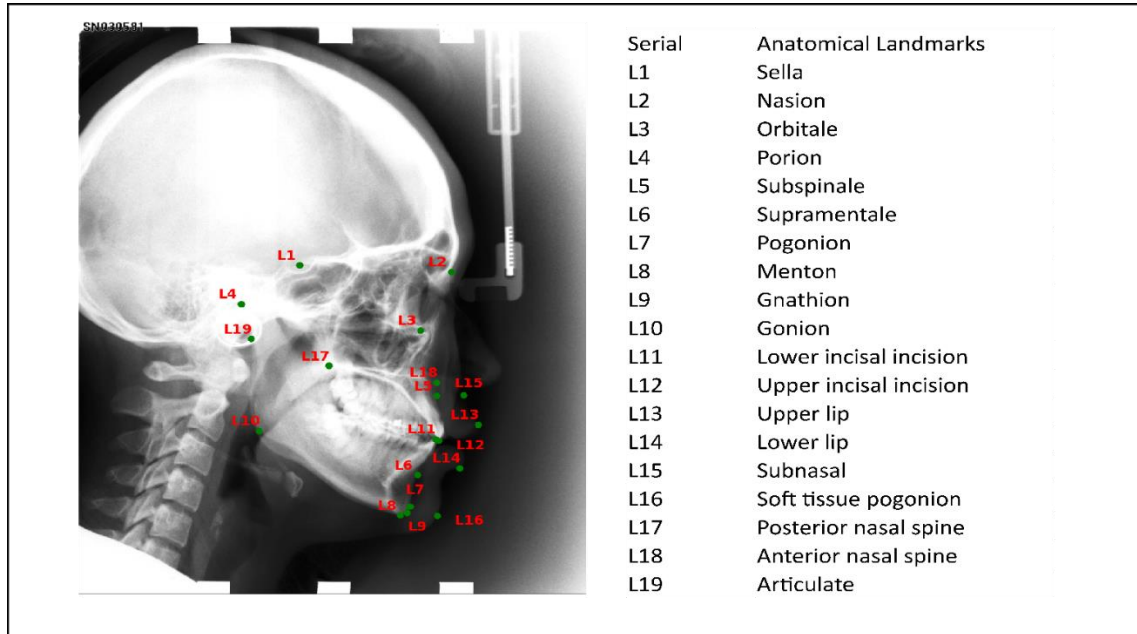 SN939581
Serial Anatomical Landmarks
L1 Sella
L2 Nasion
L3 Orbitale
L4 Porion
L5 Subspinale
L6 Supramentale
L7 Pogonion
L8 Menton
L9 Gnathion
L10 Gonion
L11 Lower incisal incision
L12 Upper incisal incision
L13 Upper lip
L14 Lower lip
L15 Subnasal
L16 Soft tissue pogonion
L17 Posterior nasal spine
L18 Anterior nasal spine
L19 Articulate
L1
L2
L4
L3
L19
L17
L18
L5 L15
L10
L13
L11
L12
L14
L6
L7
L8
L9
L16